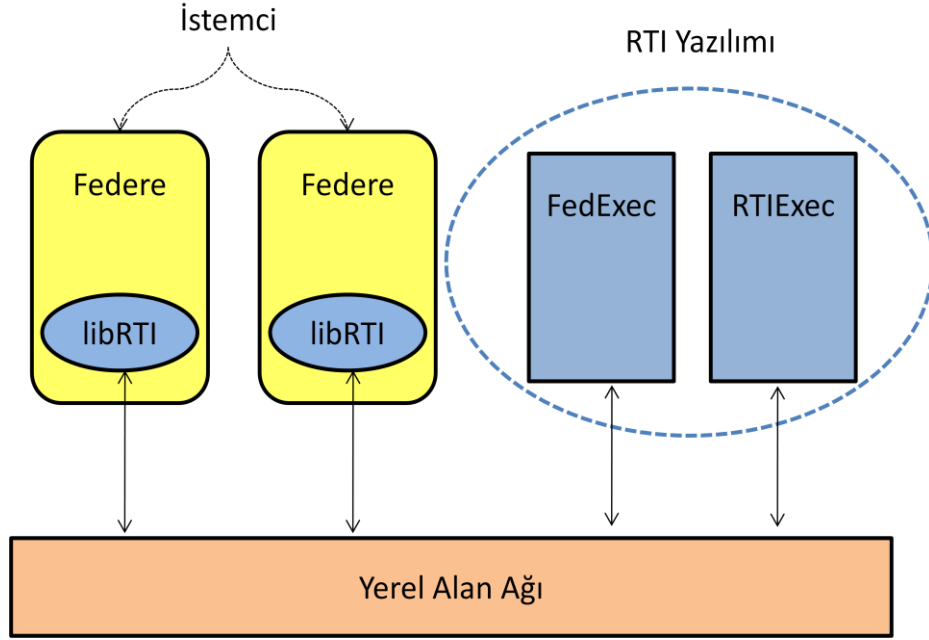 İstemci
RTI Yazılımı
Federe
Federe
FedExec
RTIExec
libRTI
libRTI
Yerel Alan Ağı